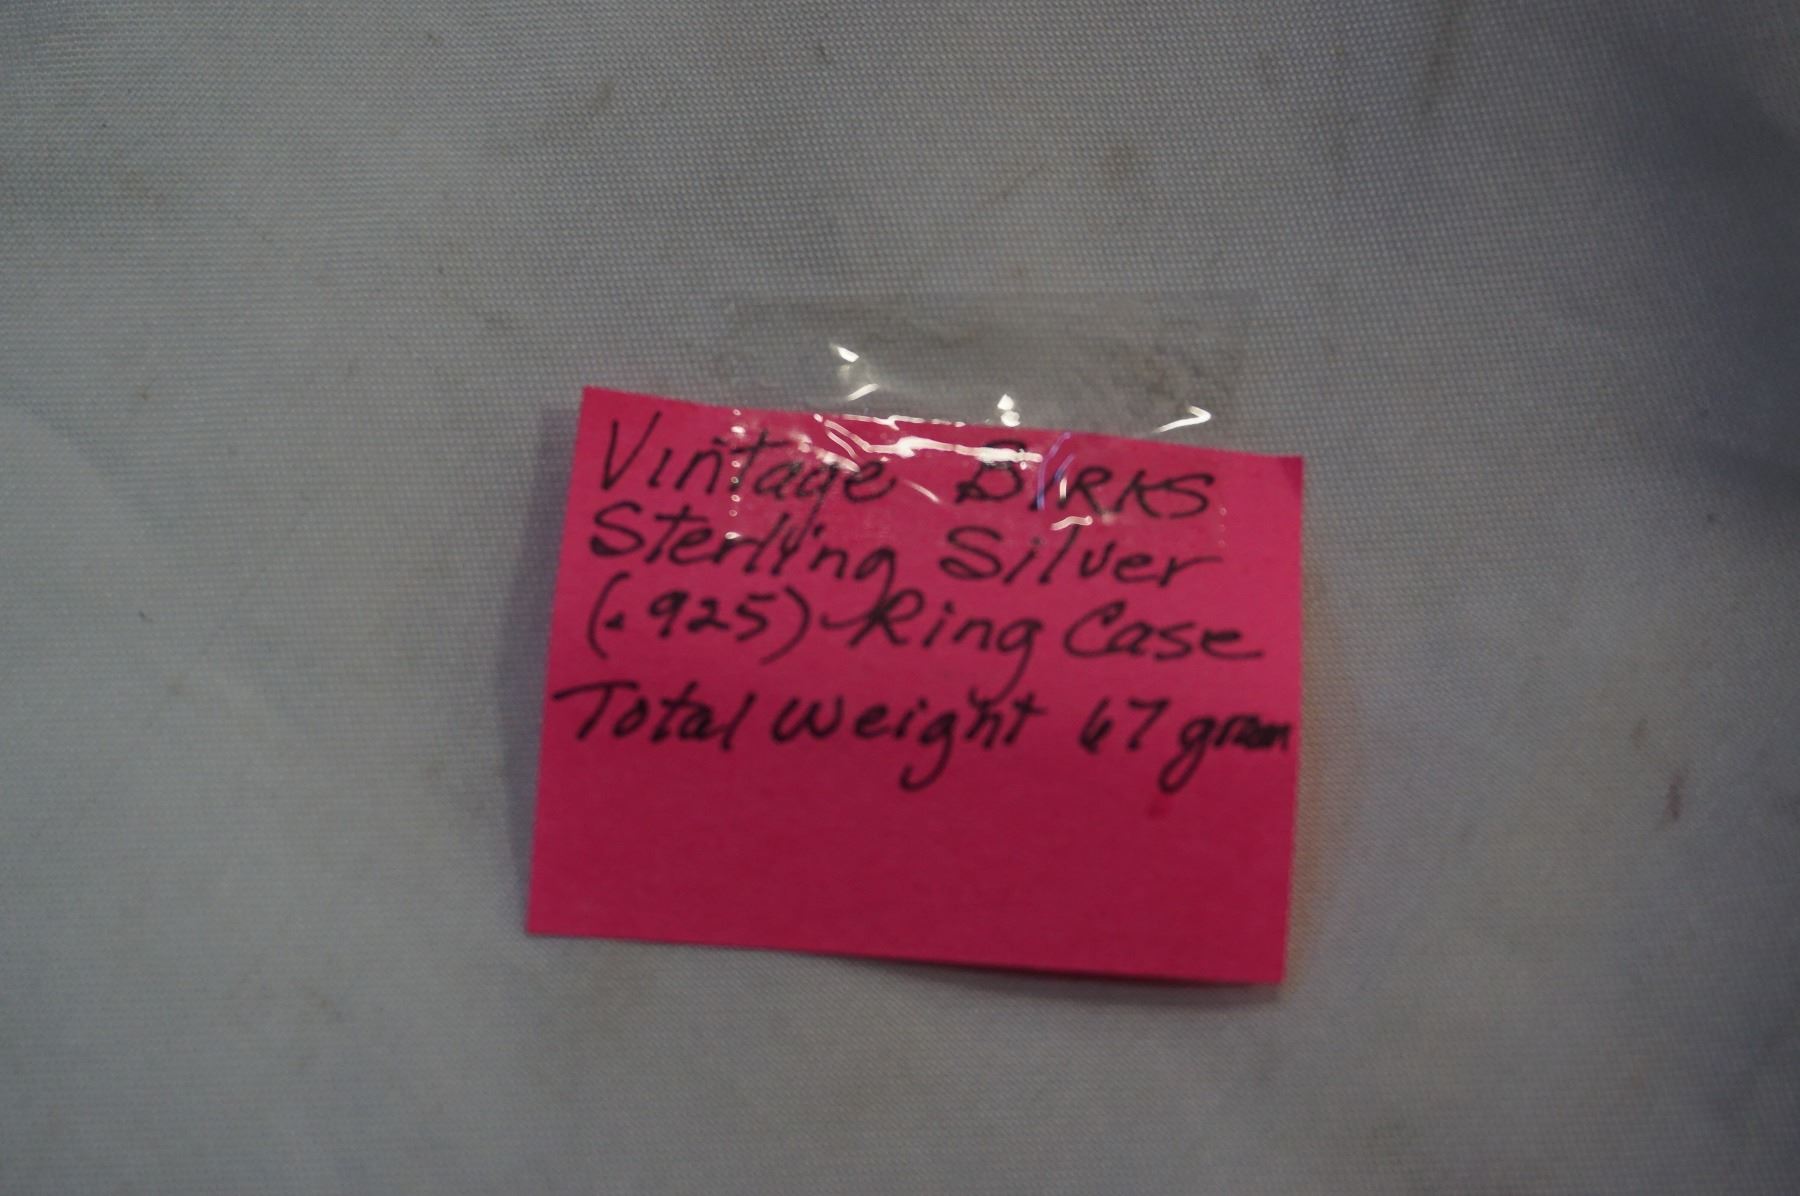 Vintage BIRKS
Sterling Silver
(.925) Ring Case
Total Weight 67 gram